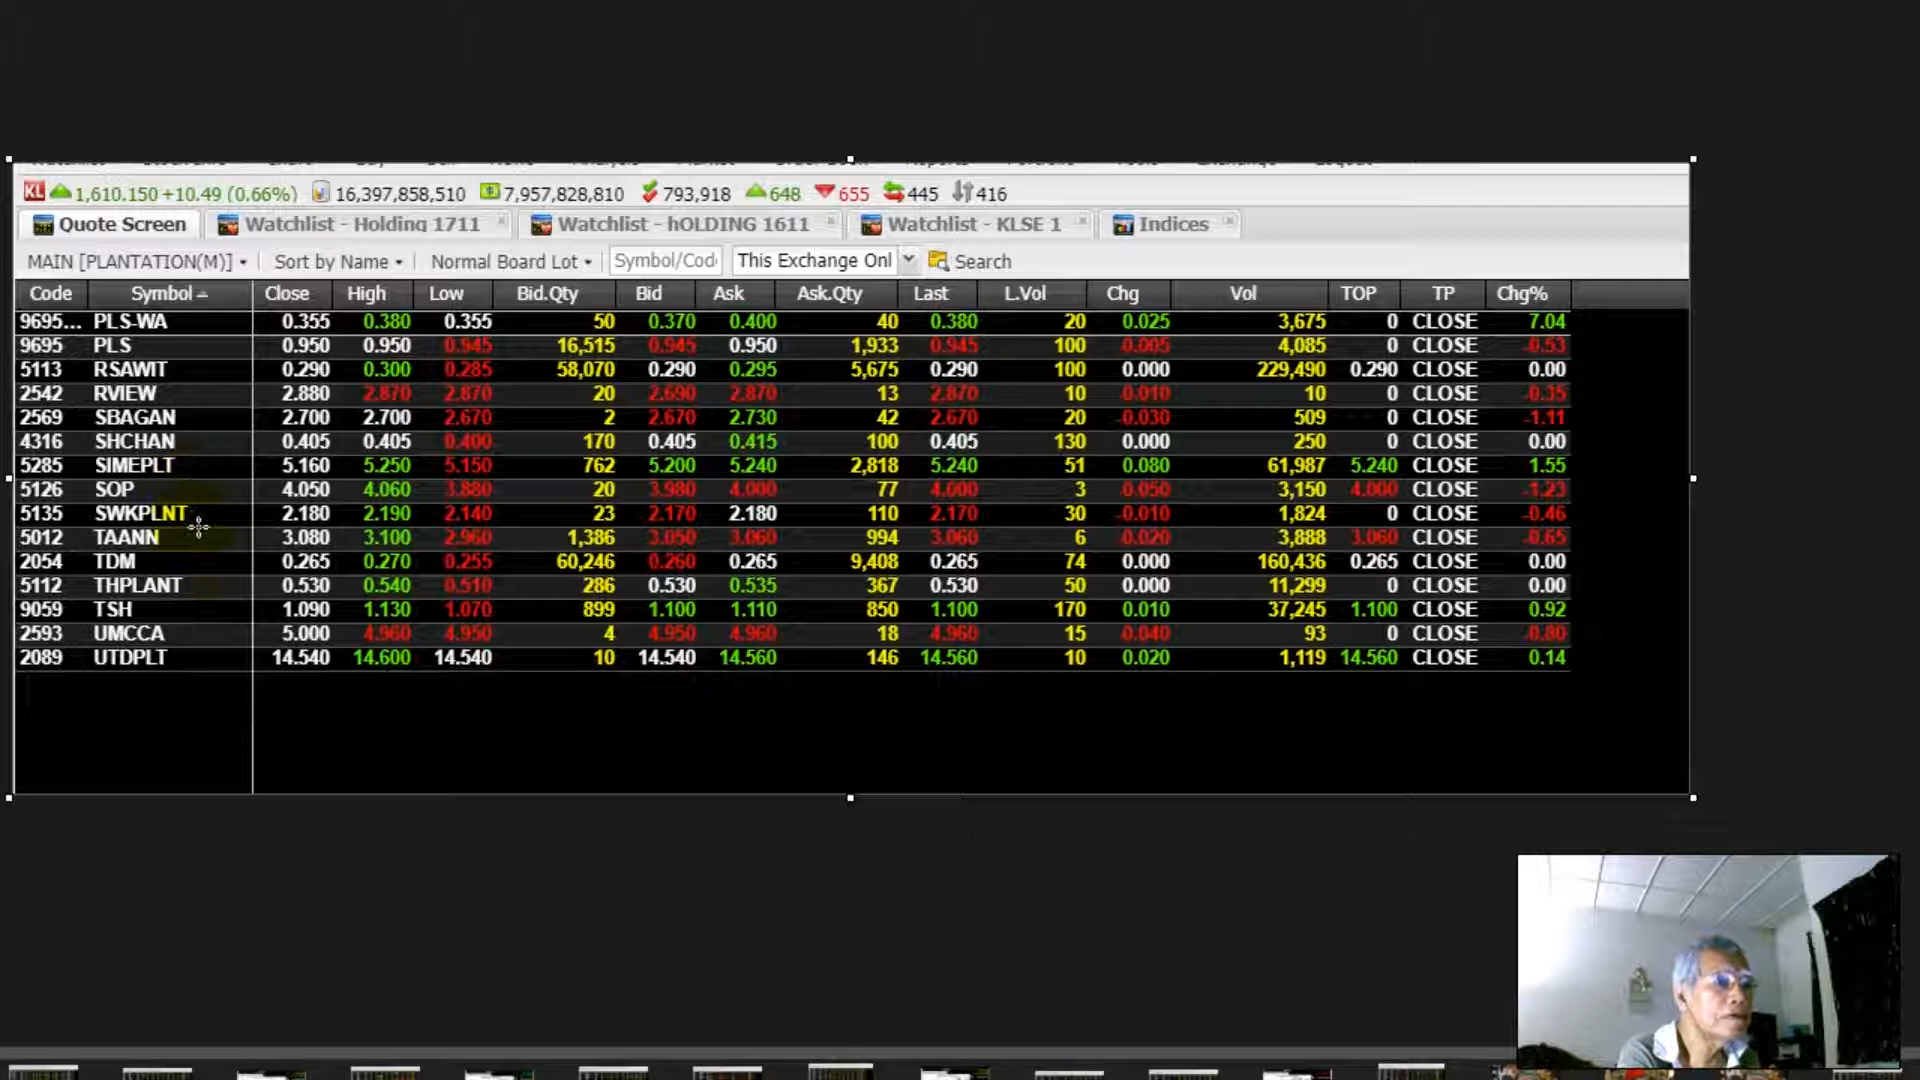 KL 1,610.150 +10.49 (0.66%) 16,397,858,510 7,957,828,810 793,918 648 655 445 416
Quote Screen Watchlist - Holding 1711 Watchlist - hOLDING 1611 Watchlist - KLSE 1 Indices
MAIN [PLANTATION(M)] Sort by Name Normal Board Lot Symbol/Cod This Exchange Onl Search
Code Symbol Close High Low Bid.Qty Bid Ask Ask.Qty Last L.Vol Chg Vol TOP TP Chg%
9695... PLS-WA 0.355 0.380 0.355 50 0.370 0.400 40 0.380 20 0.025 3,675 0 CLOSE 7.04
9695 PLS 0.950 0.950 0.945 16,515 0.945 0.950 1,933 0.945 100 -0.005 4,085 0 CLOSE -0.53
5113 RSAWIT 0.290 0.300 0.285 58,070 0.290 0.295 5,675 0.290 100 0.000 229,490 0.290 CLOSE 0.00
2542 RVIEW 2.880 2.870 2.870 20 2.690 2.870 13 2.870 10 -0.010 10 0 CLOSE -0.35
2569 SBAGAN 2.700 2.700 2.670 2 2.670 2.730 42 2.670 20 -0.030 509 0 CLOSE -1.11
4316 SHCHAN 0.405 0.405 0.400 170 0.405 0.415 100 0.405 130 0.000 250 0 CLOSE 0.00
5285 SIMEPLT 5.160 5.250 5.150 762 5.200 5.240 2,818 5.240 51 0.080 61,987 5.240 CLOSE 1.55
5126 SOP 4.050 4.060 3.880 20 3.980 4.000 77 4.000 3 -0.050 3,150 4.000 CLOSE -1.23
5135 SWKPLNT 2.180 2.190 2.140 23 2.170 2.180 110 2.170 30 -0.010 1,824 0 CLOSE -0.46
5012 TAANN 3.080 3.100 2.960 1,386 3.050 3.060 994 3.060 6 -0.020 3,888 3.060 CLOSE -0.65
2054 TDM 0.265 0.270 0.255 60,246 0.260 0.265 9,408 0.265 74 0.000 160,436 0.265 CLOSE 0.00
5112 THPLANT 0.530 0.540 0.510 286 0.530 0.535 367 0.530 50 0.000 11,299 0 CLOSE 0.00
9059 TSH 1.090 1.130 1.070 899 1.100 1.110 850 1.100 170 0.010 37,245 1.100 CLOSE 0.92
2593 UMCCA 5.000 4.960 4.950 4 4.950 4.960 18 4.960 15 -0.040 93 0 CLOSE -0.80
2089 UTDPLT 14.540 14.600 14.540 10 14.540 14.560 146 14.560 10 0.020 1,119 14.560 CLOSE 0.14